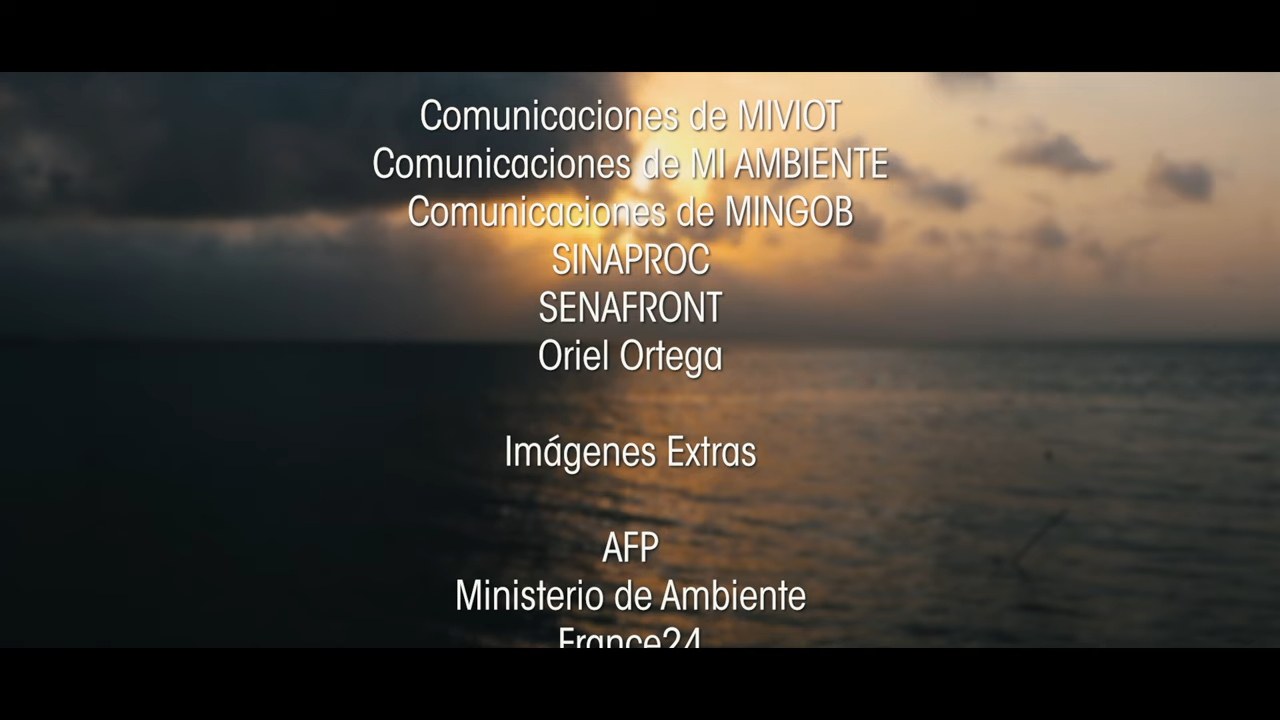 Comunicaciones de MIVIOT
Comunicaciones de MI AMBIENTE
Comunicaciones de MINGOB
SINAPROC
SENAFRONT
Oriel Ortega
Imágenes Extras
AFP
Ministerio de Ambiente
France24